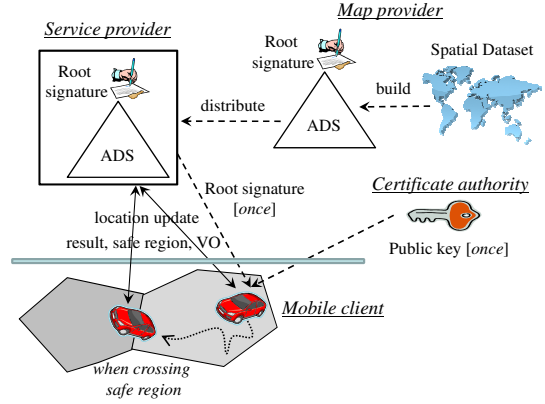 Map provider
Service provider
Root
signature
Spatial Dataset
Root
signature
build
distribute
ADS
ADS
Root signature
[once]
Certificate authority
location update
result, safe region, VO
Public key [once]
Mobile client
when crossing
safe region